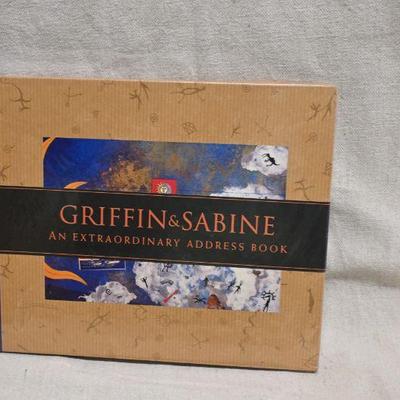 GRIFFIN & SABINE
AN EXTRAORDINARY ADDRESS BOOK